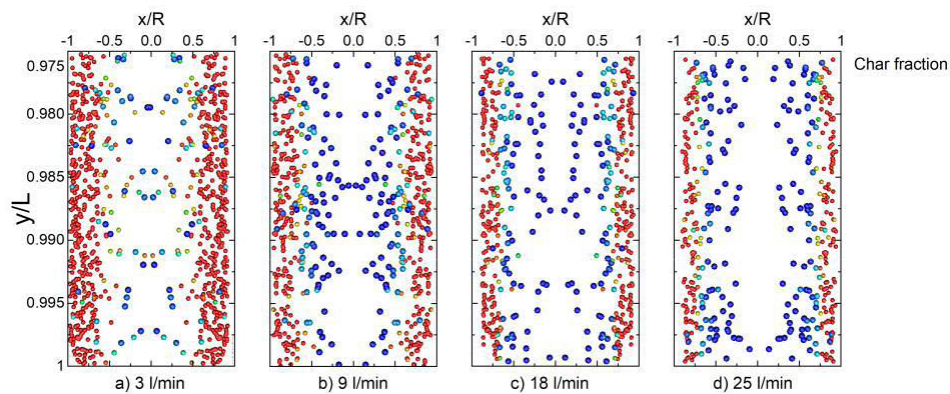 x/R x/R x/R x/R
-1 -0.5 0.0 0.5 1 -1 -0.5 0.0 0.5 1 -1 -0.5 0.0 0.5 1 -1 -0.5 0.0 0.5 1
Char fraction
0.975
0.980
0.985
y/L
0.990
0.995
1
a) 3 l/min b) 9 l/min c) 18 l/min d) 25 l/min